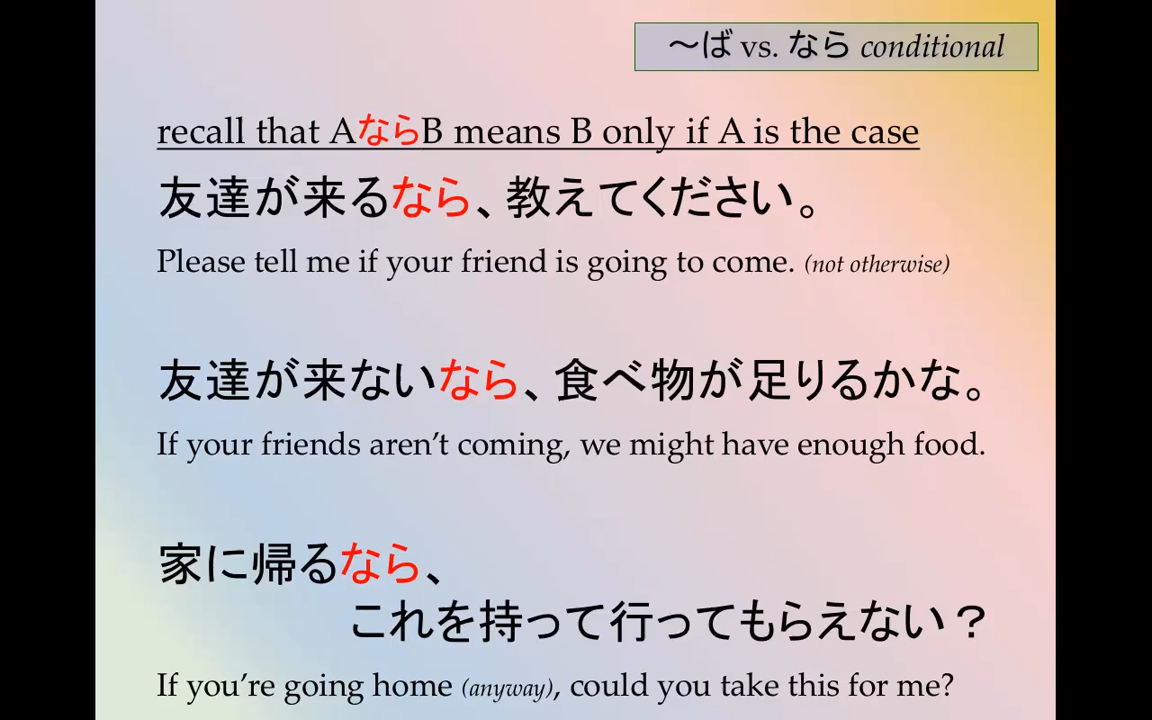 〜ば vs. なら conditional
recall that AならB means B only if A is the case
友達が来るなら、教えてください。
Please tell me if your friend is going to come. (not otherwise)
友達が来ないなら、食べ物が足りるかな。
If your friends aren't coming, we might have enough food.
家に帰るなら、
これを持って行ってもらえない？
If you're going home (anyway), could you take this for me?